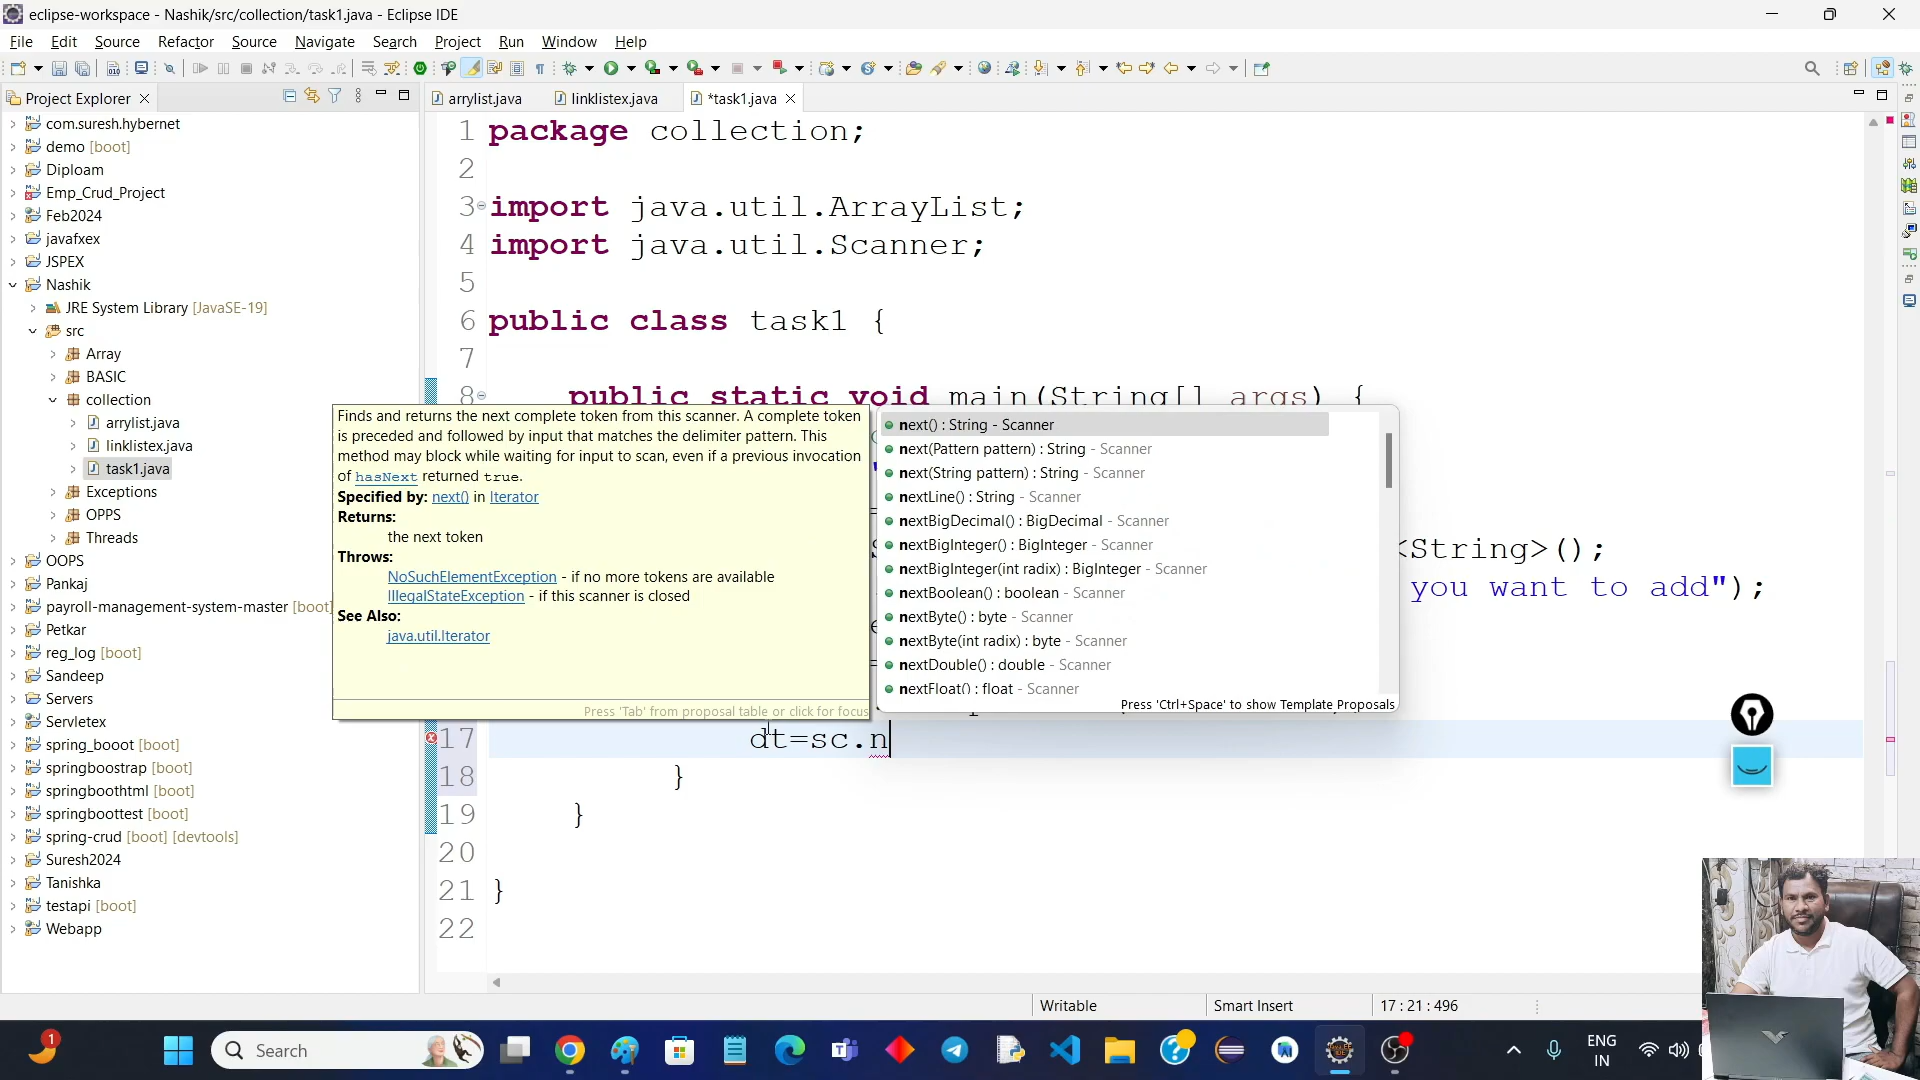 eclipse-workspace - Nashik/src/collection/task1.java - Eclipse IDE
File Edit Source Refactor Source Navigate Search Project Run Window Help
Project Explorer
arrylist.java linklistex.java *task1.java
com.suresh.hybernet
demo [boot]
Diploam
Emp_Crud_Project
Feb2024
javafxex
JSPEX
Nashik
JRE System Library [JavaSE-19]
src
Array
BASIC
collection
arrylist.java
linklistex.java
task1.java
Exceptions
OPPS
Threads
OOPS
Pankaj
payroll-management-system-master [boot]
Petkar
reg_log [boot]
Sandeep
Servers
Servletex
spring_booot [boot]
springboostrap [boot]
springboothtml [boot]
springboottest [boot]
spring-crud [boot] [devtools]
Suresh2024
Tanishka
testapi [boot]
Webapp
1 package collection;
2
3 import java.util.ArrayList;
4 import java.util.Scanner;
5
6 public class task1 {
7
8 public static void main(String[] args) {
<String>();
you want to add");
17 dt=sc.n
18 }
19 }
20
21 }
22
Finds and returns the next complete token from this scanner. A complete token
is preceded and followed by input that matches the delimiter pattern. This
method may block while waiting for input to scan, even if a previous invocation
of hasNext returned true.
Specified by: next() in Iterator
Returns:
the next token
Throws:
NoSuchElementException - if no more tokens are available
IllegalStateException - if this scanner is closed
See Also:
java.util.Iterator
Press 'Tab' from proposal table or click for focus
next() : String - Scanner
next(Pattern pattern) : String - Scanner
next(String pattern) : String - Scanner
nextLine() : String - Scanner
nextBigDecimal() : BigDecimal - Scanner
nextBigInteger() : BigInteger - Scanner
nextBigInteger(int radix) : BigInteger - Scanner
nextBoolean() : boolean - Scanner
nextByte() : byte - Scanner
nextByte(int radix) : byte - Scanner
nextDouble() : double - Scanner
nextFloat() : float - Scanner
Press 'Ctrl+Space' to show Template Proposals
Writable Smart Insert 17 : 21 : 496
1 Search ENG
IN